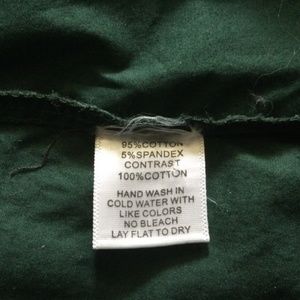 95%COTTON
5%SPANDEX
CONTRAST
100%COTTON
HAND WASH IN
COLD WATER WITH
LIKE COLORS
NO BLEACH
LAY FLAT TO DRY